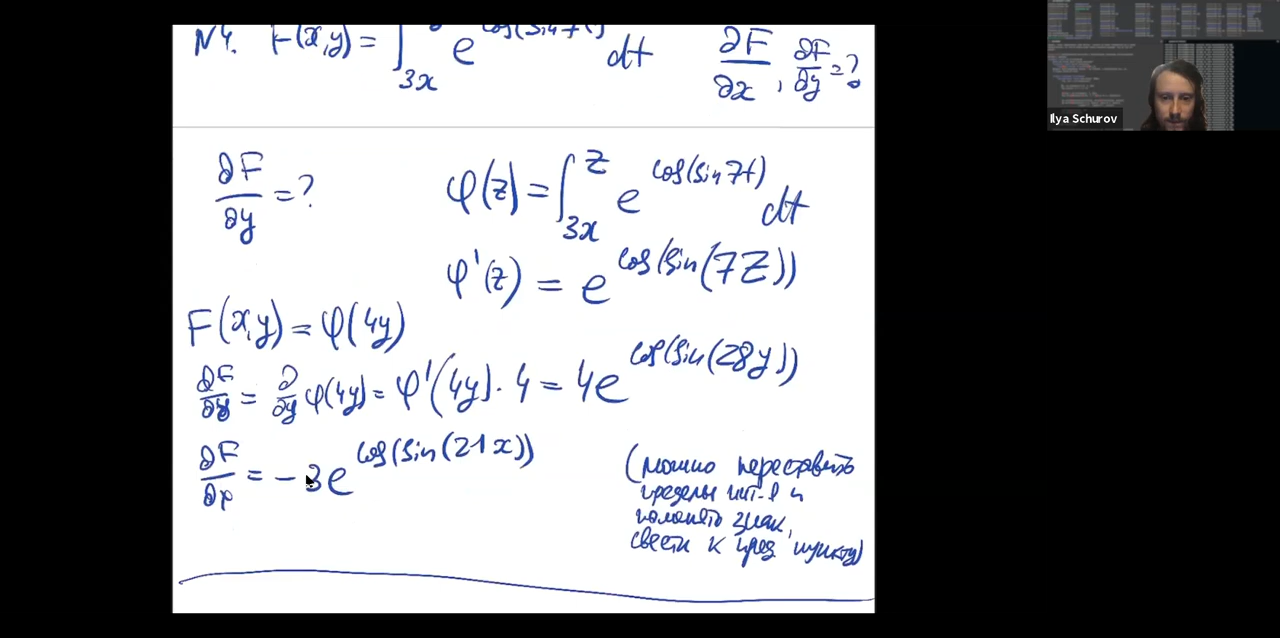 N4. F(x,y) = ∫_{3x} e^{cos(sin 7t)} dt ∂F/∂x, ∂F/∂y = ?
∂F/∂y = ?
φ(z) = ∫_{3x}^{z} e^{cos(sin 7t)} dt
φ'(z) = e^{cos(sin(7z))}
F(x,y) = φ(4y)
∂F/∂y = ∂/∂y φ(4y) = φ'(4y) · 4 = 4e^{cos(sin(28y))}
∂F/∂x = -3e^{cos(sin(21x))}
(можно переставить
пределы инт-я и
поменять знак,
свести к пред пункту)
Ilya Schurov